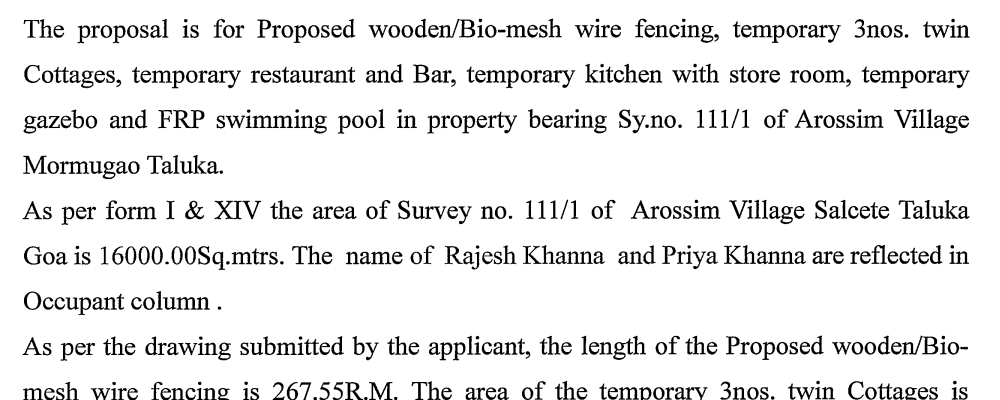 The proposal is for Proposed wooden/Bio-mesh wire fencing, temporary 3nos. twin
Cottages, temporary restaurant and Bar, temporary kitchen with store room, temporary
gazebo and FRP swimming pool in property bearing Sy.no. 111/1 of Arossim Village
Mormugao Taluka.
As per form I & XIV the area of Survey no. 111/1 of Arossim Village Salcete Taluka
Goa is 16000.00Sq.mtrs. The name of Rajesh Khanna and Priya Khanna are reflected in
Occupant column .
As per the drawing submitted by the applicant, the length of the Proposed wooden/Bio-
mesh wire fencing is 267.55R.M. The area of the temporary 3nos. twin Cottages is